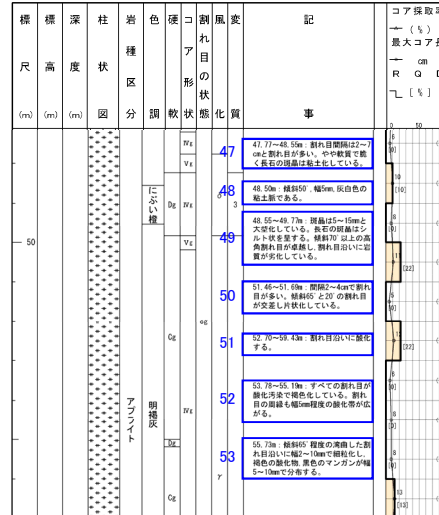 標 標 深 柱 岩 色 硬 コ 割 風 変 記 コア採取率
尺 高 度 状 種 調 軟 ア れ 化 質 事 (%)
図 区 形 目 最大コア長
分 状 の cm
状 R Q D
態 [%]
(m) (m) (m)
0 50
47
47.77~48.55m:割れ目間隔は2~7
cmと割れ目が多い。やや軟質で脆
く長石の斑晶は粘土化している。
48
48.50m:傾斜50゜,幅5mm,灰白色の
粘土脈である。
49
48.55~49.77m:斑晶は5~15mmと
大型化している。長石の斑晶はシ
ルト状を呈する。傾斜70゜以上の高
角割れ目が卓越し、割れ目沿いに岩
質が劣化している。
50
51.46~51.69m:間隔2~4cmで割れ
目が多い。傾斜65゜と20゜の割れ目
が交差し片状化している。
51
52.70~59.43m:割れ目沿いに酸化
する。
52
53.78~55.19m:すべての割れ目が
酸化汚染で褐色化している。割れ
目の周縁も幅5mm程度の酸化帯が広
がる。
53
55.73m:傾斜65゜程度の湾曲した割
れ目沿いに幅2~10mmで細粒化し,
褐色の酸化物,黒色のマンガンが幅
5~10mmで分布する。
50
アプライト
にぶい橙
明褐灰
Dg
Cg
Dg
Cg
Ⅳg
Ⅴg
Ⅳg
Ⅴg
Ⅳg
3
γ
6
[0]
10
[10]
8
[0]
11
[22]
9
[0]
12
[22]
6
[0]
6
8
[0]
13
[13]